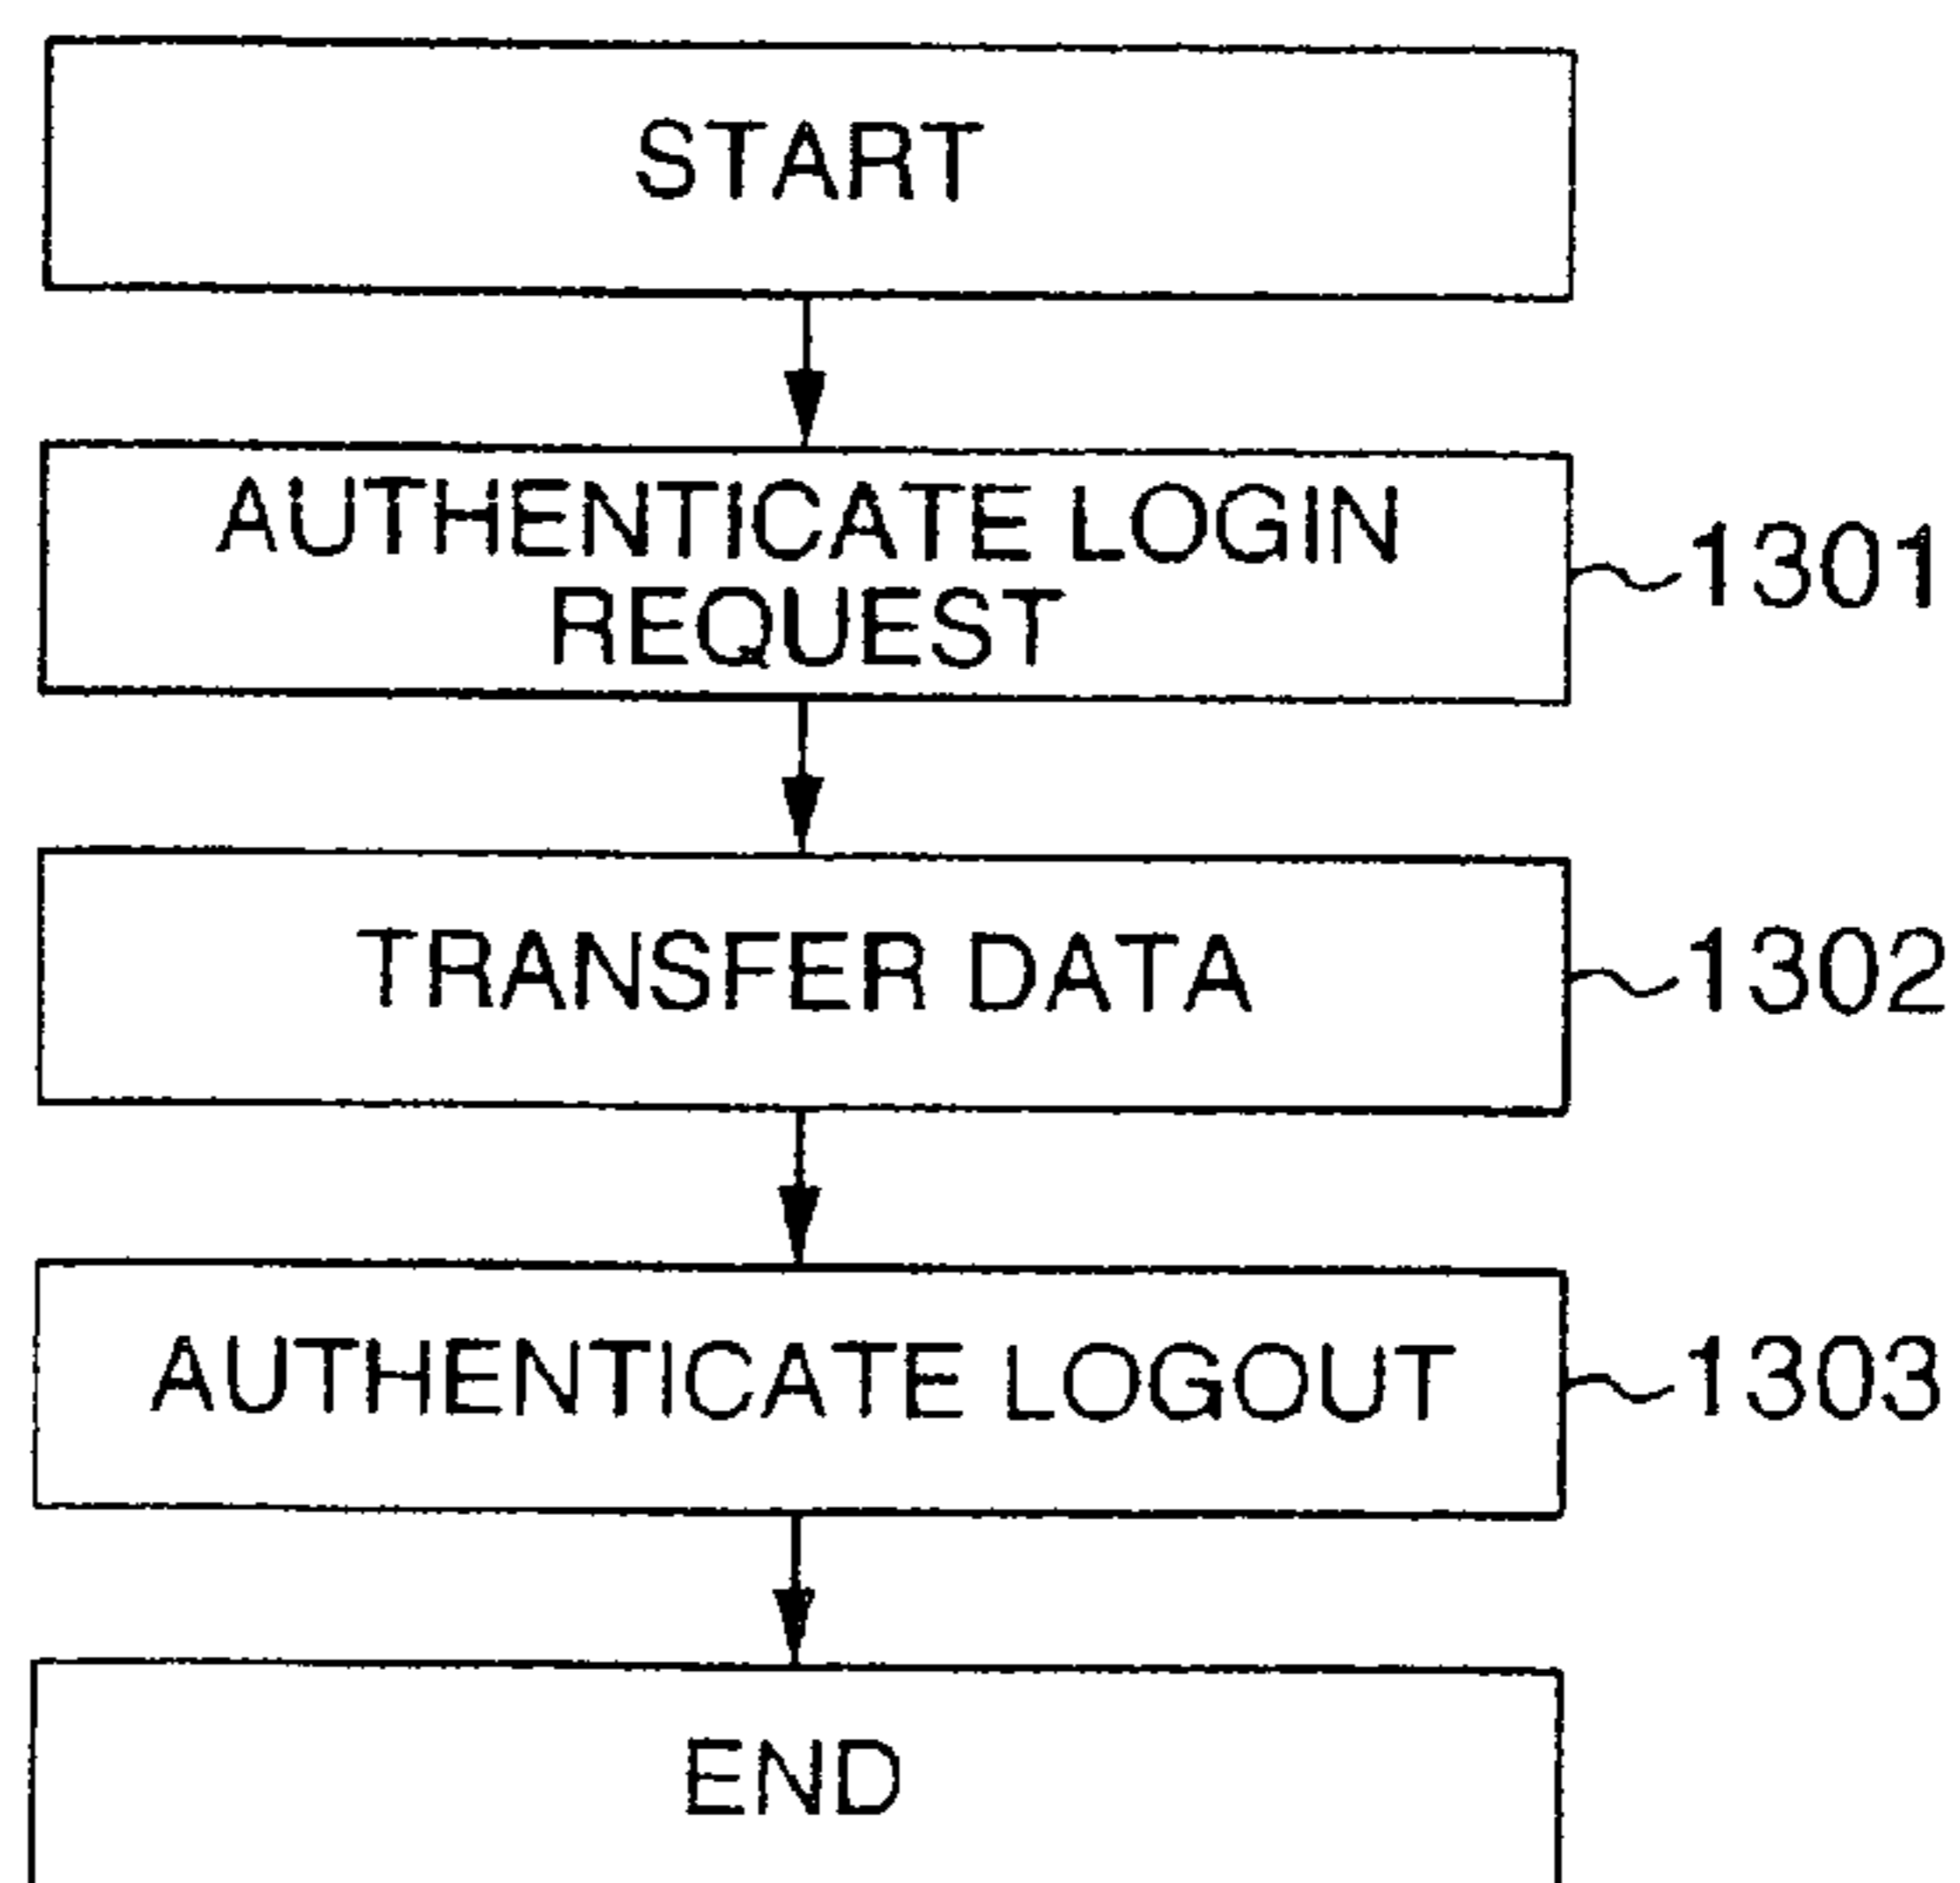 START
AUTHENTICATE LOGIN
REQUEST
1301
TRANSFER DATA
1302
AUTHENTICATE LOGOUT
1303
END